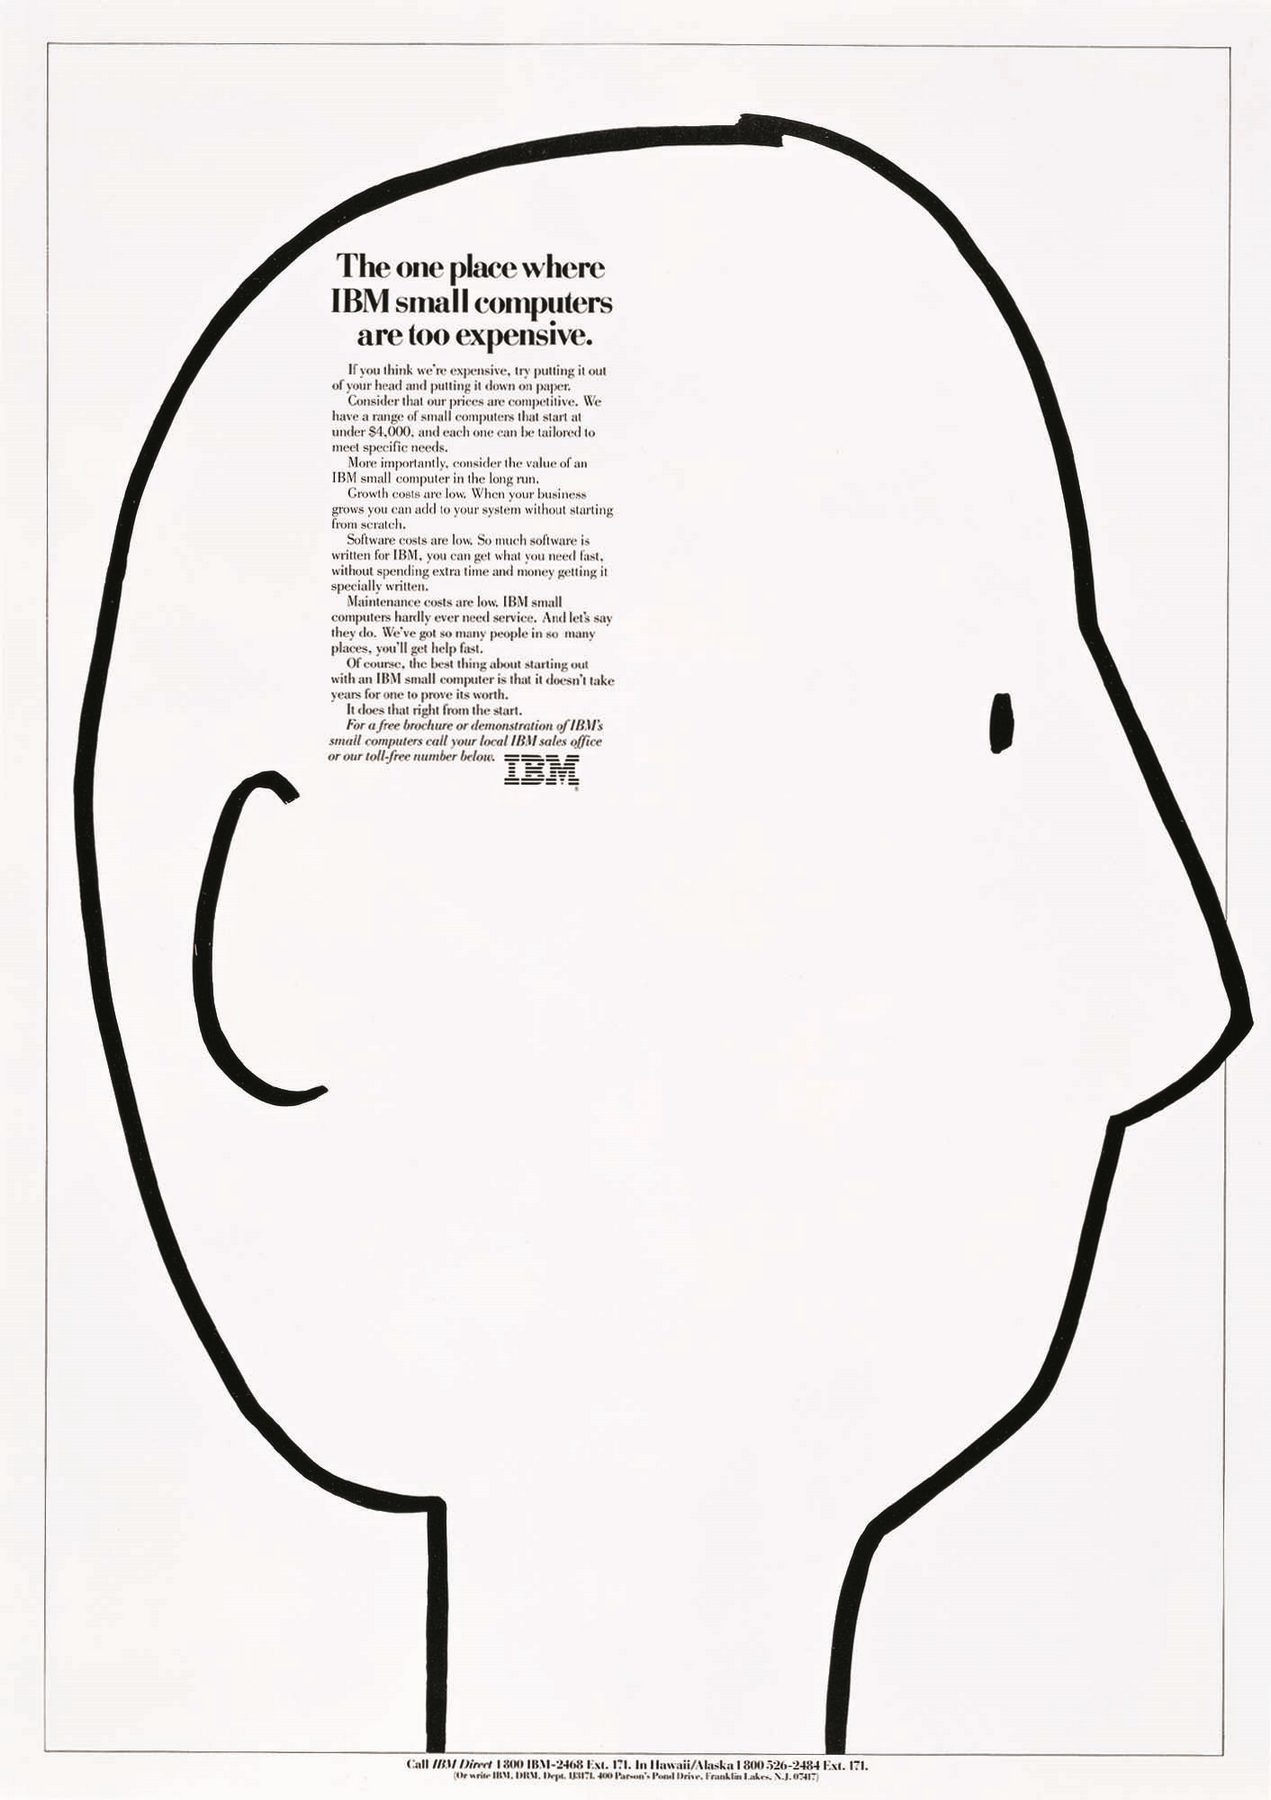 The one place where
IBM small computers
are too expensive.
If you think we're expensive, try putting it out
of your head and putting it down on paper.
Consider that our prices are competitive. We
have a range of small computers that start at
under $4,000, and each one can be tailored to
meet specific needs.
More importantly, consider the value of an
IBM small computer in the long run.
Growth costs are low. When your business
grows you can add to your system without starting
from scratch.
Software costs are low. So much software is
written for IBM, you can get what you need fast,
without spending extra time and money getting it
specially written.
Maintenance costs are low. IBM small
computers hardly ever need service. And let's say
they do. We've got so many people in so many
places, you'll get help fast.
Of course, the best thing about starting out
with an IBM small computer is that it doesn't take
years for one to prove its worth.
It does that right from the start.
For a free brochure or demonstration of IBM's
small computers call your local IBM sales office
or our toll-free number below.
IBM®
Call IBM Direct 1 800 IBM-2468 Ext. 171. In Hawaii/Alaska 1 800 526-2484 Ext. 171.
(Or write IBM, DRM, Dept. 400 Parson's Pond Drive, Franklin Lakes, N.J. 07417)